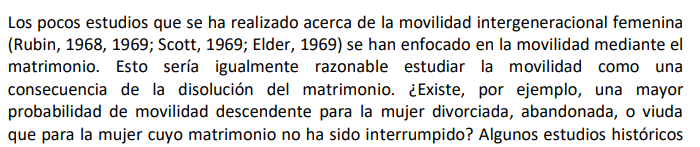 Los pocos estudios que se ha realizado acerca de la movilidad intergeneracional femenina
(Rubin, 1968, 1969; Scott, 1969; Elder, 1969) se han enfocado en la movilidad mediante el
matrimonio. Esto sería igualmente razonable estudiar la movilidad como una
consecuencia de la disolución del matrimonio. ¿Existe, por ejemplo, una mayor
probabilidad de movilidad descendente para la mujer divorciada, abandonada, o viuda
que para la mujer cuyo matrimonio no ha sido interrumpido? Algunos estudios históricos